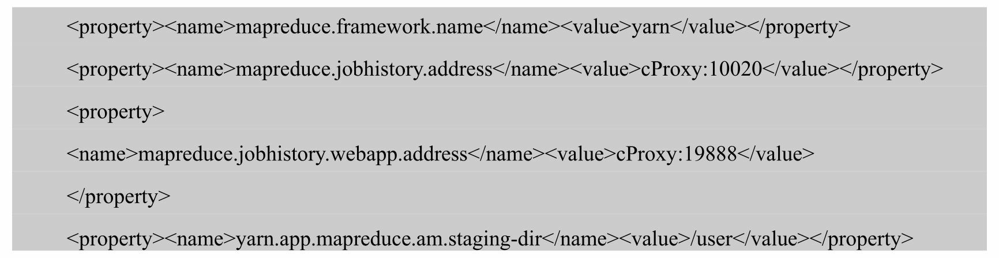 <property><name>mapreduce.framework.name</name><value>yarn</value></property>
<property><name>mapreduce.jobhistory.address</name><value>cProxy:10020</value></property>
<property>
<name>mapreduce.jobhistory.webapp.address</name><value>cProxy:19888</value>
</property>
<property><name>yarn.app.mapreduce.am.staging-dir</name><value>/user</value></property>